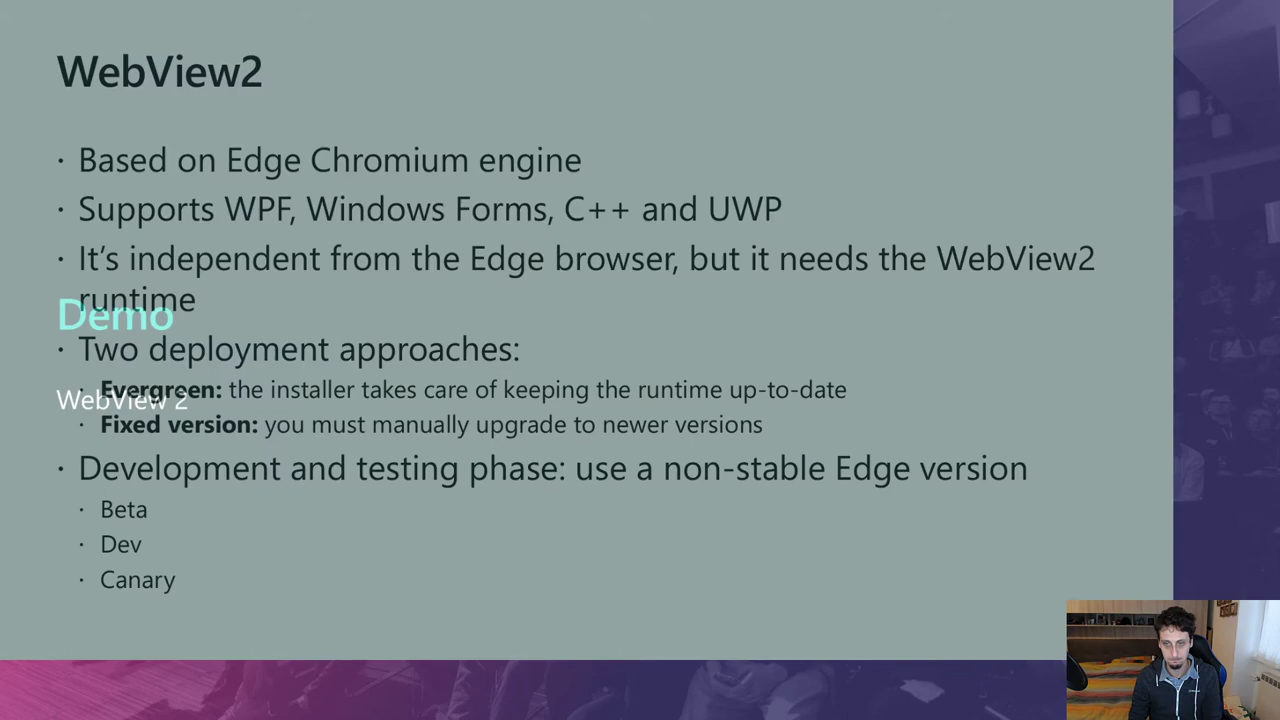 WebView2
· Based on Edge Chromium engine
· Supports WPF, Windows Forms, C++ and UWP
· It’s independent from the Edge browser, but it needs the WebView2
runtime
Demo
· Two deployment approaches:
· Evergreen: the installer takes care of keeping the runtime up-to-date
WebView 2
· Fixed version: you must manually upgrade to newer versions
· Development and testing phase: use a non-stable Edge version
· Beta
· Dev
· Canary